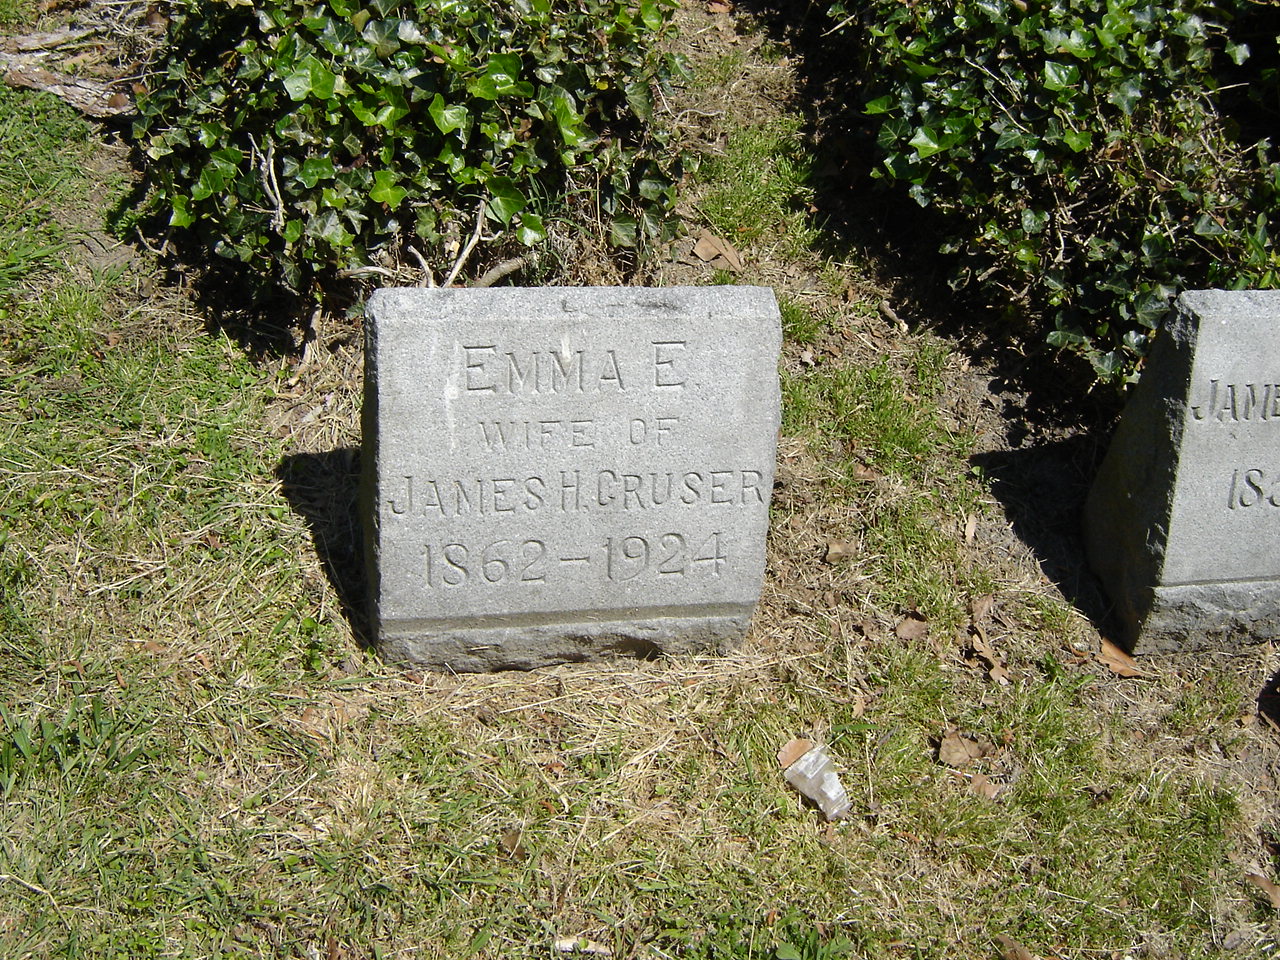 EMMA E.
WIFE OF
JAMES H. CRUSER
1862 - 1924